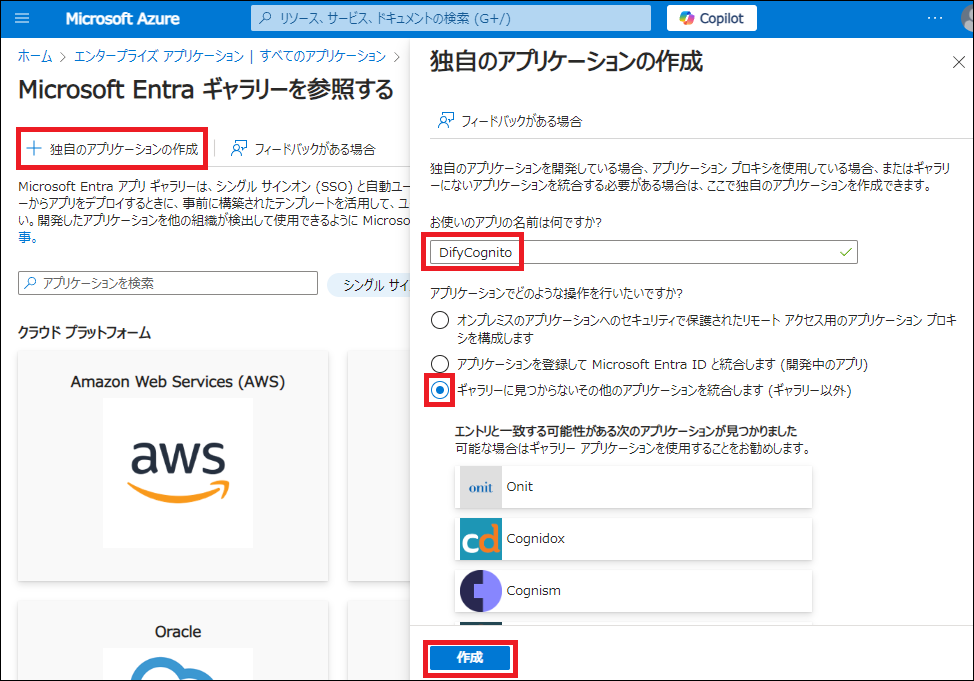 Microsoft Azure
リソース、サービス、ドキュメントの検索 (G+/)
Copilot
ホーム > エンタープライズ アプリケーション | すべてのアプリケーション >
Microsoft Entra ギャラリーを参照する
独自のアプリケーションの作成
フィードバックがある場合
Microsoft Entra アプリ ギャラリーは、シングル サインオン (SSO) と自動ユー
ーからアプリをデプロイするときに、事前に構築されたテンプレートを活用して、ユ
い。開発したアプリケーションを他の組織が検出して使用できるように Microso
事。
アプリケーションを検索
シングル サイ
クラウド プラットフォーム
Amazon Web Services (AWS)
aws
Oracle
独自のアプリケーションの作成
フィードバックがある場合
独自のアプリケーションを開発している場合、アプリケーション プロキシを使用している場合、またはギャラリ
ーにないアプリケーションを統合する必要がある場合は、ここで独自のアプリケーションを作成できます。
お使いのアプリの名前は何ですか?
DifyCognito
アプリケーションでどのような操作を行いたいですか?
オンプレミスのアプリケーションへのセキュリティで保護されたリモート アクセス用のアプリケーション プロキ
シを構成します
アプリケーションを登録して Microsoft Entra ID と統合します (開発中のアプリ)
ギャラリーに見つからないその他のアプリケーションを統合します (ギャラリー以外)
エントリと一致する可能性がある次のアプリケーションが見つかりました
可能な場合はギャラリー アプリケーションを使用することをお勧めします。
onit Onit
cd Cognidox
Cognism
作成